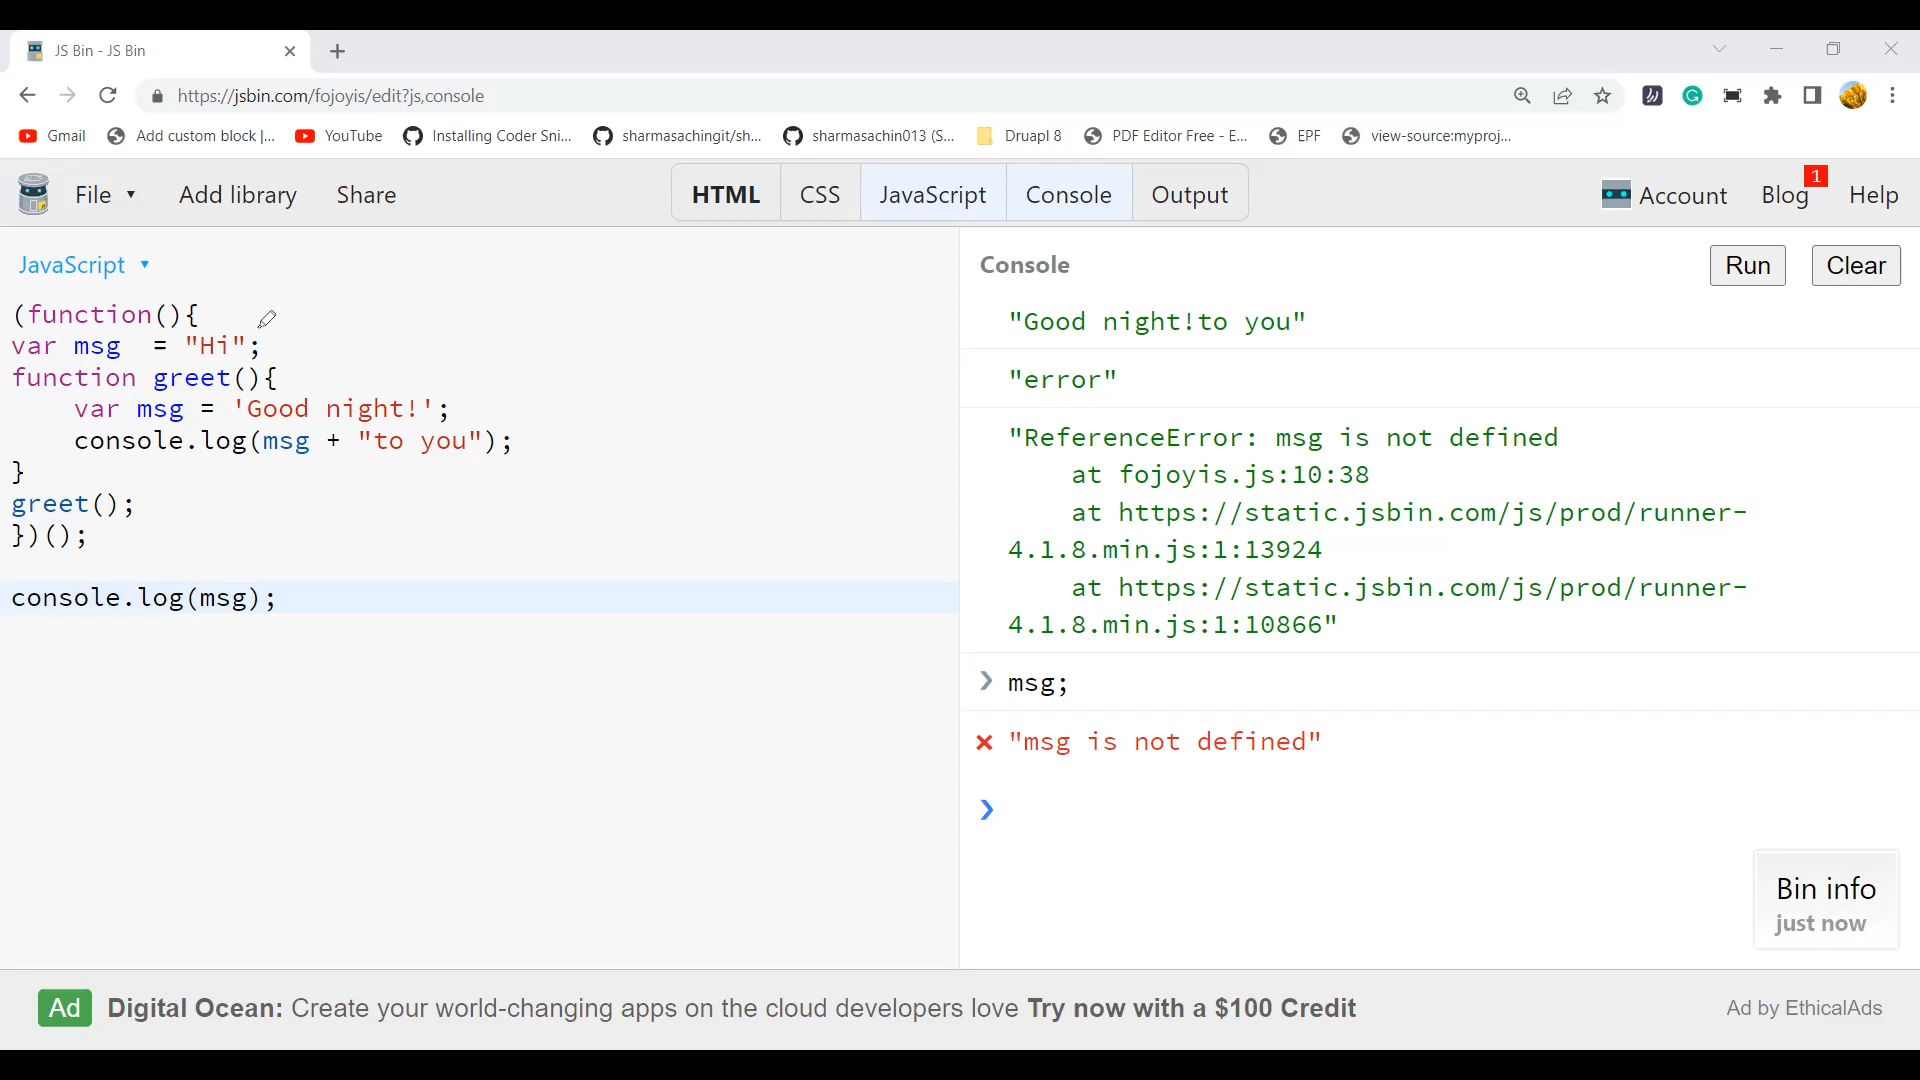 JS Bin - JS Bin
https://jsbin.com/fojoyis/edit?js,console
Gmail Add custom block |... YouTube Installing Coder Sni... sharmasachingit/sh... sharmasachin013 (S... Druapl 8 PDF Editor Free - E... EPF view-source:myproj...
File Add library Share HTML CSS JavaScript Console Output Account Blog 1 Help
JavaScript
(function(){
var msg  = "Hi";
function greet(){
    var msg = 'Good night!';
    console.log(msg + "to you");
}
greet();
})();
console.log(msg);
Console Run Clear
"Good night!to you"
"error"
"ReferenceError: msg is not defined
    at fojoyis.js:10:38
    at https://static.jsbin.com/js/prod/runner-
4.1.8.min.js:1:13924
    at https://static.jsbin.com/js/prod/runner-
4.1.8.min.js:1:10866"
msg;
"msg is not defined"
Bin info
just now
Ad Digital Ocean: Create your world-changing apps on the cloud developers love Try now with a $100 Credit Ad by EthicalAds